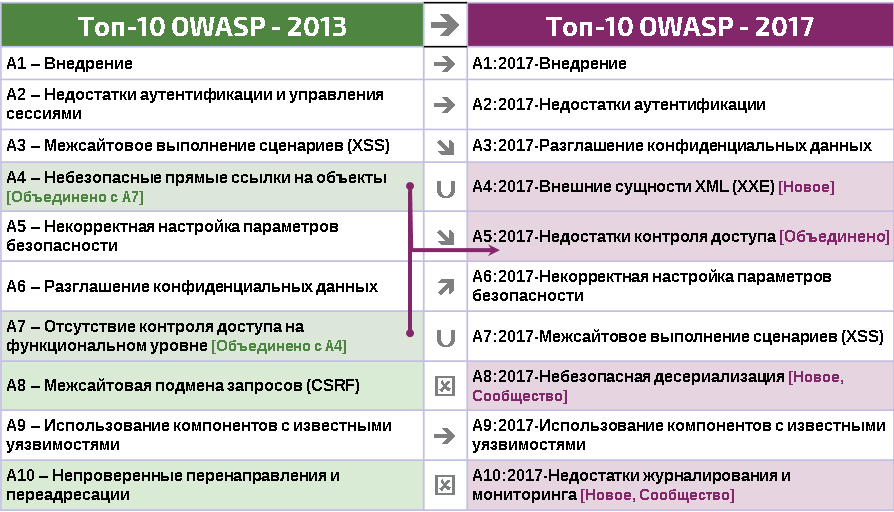 Топ-10 OWASP - 2013
Топ-10 OWASP - 2017
A1 – Внедрение
A1:2017-Внедрение
A2 – Недостатки аутентификации и управления
сессиями
A2:2017-Недостатки аутентификации
A3 – Межсайтовое выполнение сценариев (XSS)
A3:2017-Разглашение конфиденциальных данных
A4 – Небезопасные прямые ссылки на объекты
[Объединено с A7]
A4:2017-Внешние сущности XML (XXE) [Новое]
A5 – Некорректная настройка параметров
безопасности
A5:2017-Недостатки контроля доступа [Объединено]
A6 – Разглашение конфиденциальных данных
A6:2017-Некорректная настройка параметров
безопасности
A7 – Отсутствие контроля доступа на
функциональном уровне [Объединено с A4]
A7:2017-Межсайтовое выполнение сценариев (XSS)
A8 – Межсайтовая подмена запросов (CSRF)
A8:2017-Небезопасная десериализация [Новое,
Сообщество]
A9 – Использование компонентов с известными
уязвимостями
A9:2017-Использование компонентов с известными
уязвимостями
A10 – Непроверенные перенаправления и
переадресации
A10:2017-Недостатки журналирования и
мониторинга [Новое, Сообщество]